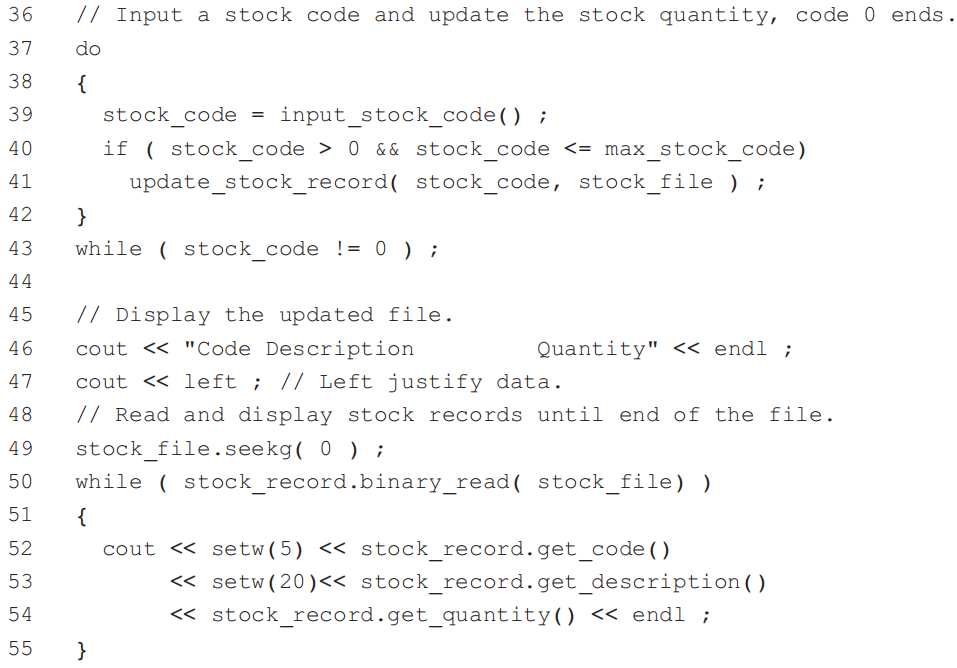 36 // Input a stock code and update the stock quantity, code 0 ends.
37 do
38 {
39   stock_code = input_stock_code() ;
40   if ( stock_code > 0 && stock_code <= max_stock_code)
41     update_stock_record( stock_code, stock_file ) ;
42 }
43 while ( stock_code != 0 ) ;
44
45 // Display the updated file.
46 cout << "Code Description         Quantity" << endl ;
47 cout << left ; // Left justify data.
48 // Read and display stock records until end of the file.
49 stock_file.seekg( 0 ) ;
50 while ( stock_record.binary_read( stock_file) )
51 {
52   cout << setw(5) << stock_record.get_code()
53        << setw(20)<< stock_record.get_description()
54        << stock_record.get_quantity() << endl ;
55 }